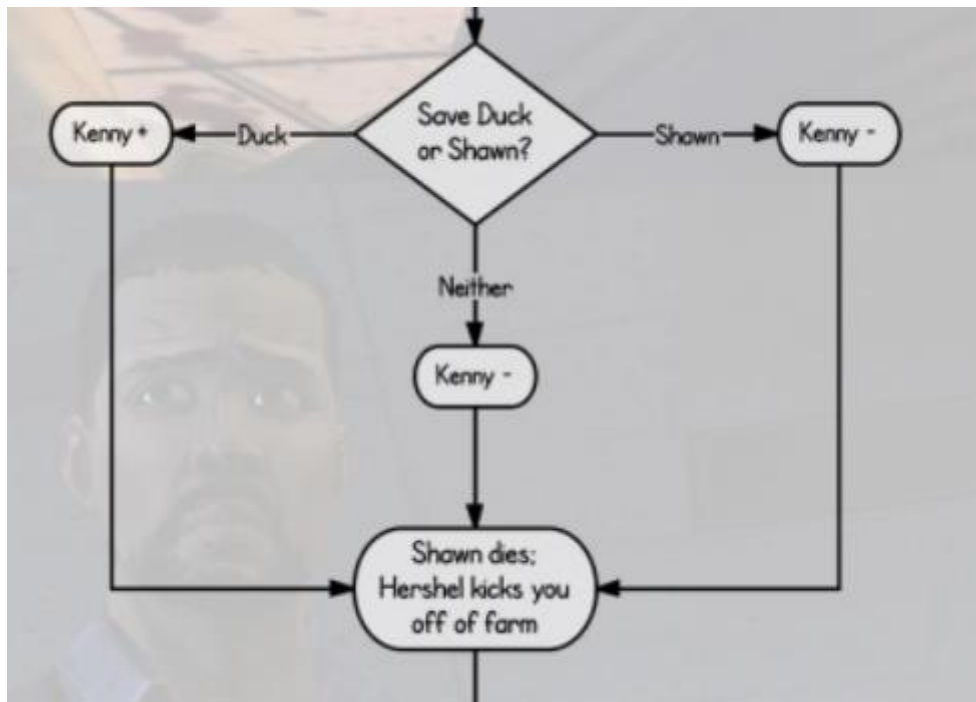 Save Duck
or Shawn?
Kenny +
Duck
Shawn
Kenny -
Neither
Kenny -
Shawn dies;
Hershel kicks you
off of farm